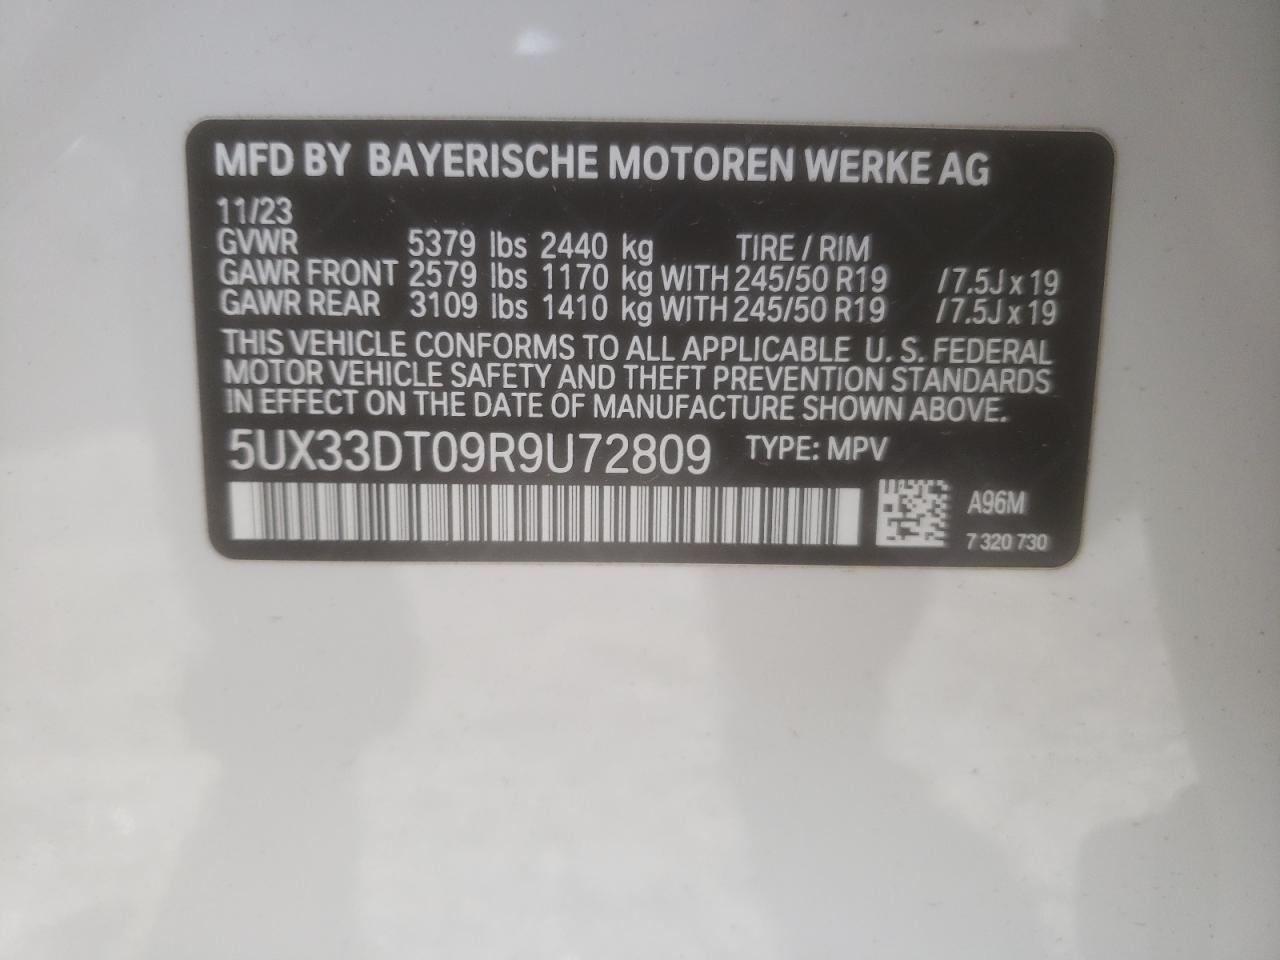 MFD BY BAYERISCHE MOTOREN WERKE AG
11/23
GVWR 5379 lbs 2440 kg TIRE / RIM
GAWR FRONT 2579 lbs 1170 kg WITH 245/50 R19 /7.5J x 19
GAWR REAR 3109 lbs 1410 kg WITH 245/50 R19 /7.5J x 19
THIS VEHICLE CONFORMS TO ALL APPLICABLE U. S. FEDERAL
MOTOR VEHICLE SAFETY AND THEFT PREVENTION STANDARDS
IN EFFECT ON THE DATE OF MANUFACTURE SHOWN ABOVE.
5UX33DT09R9U72809 TYPE: MPV
A96M
7 320 730